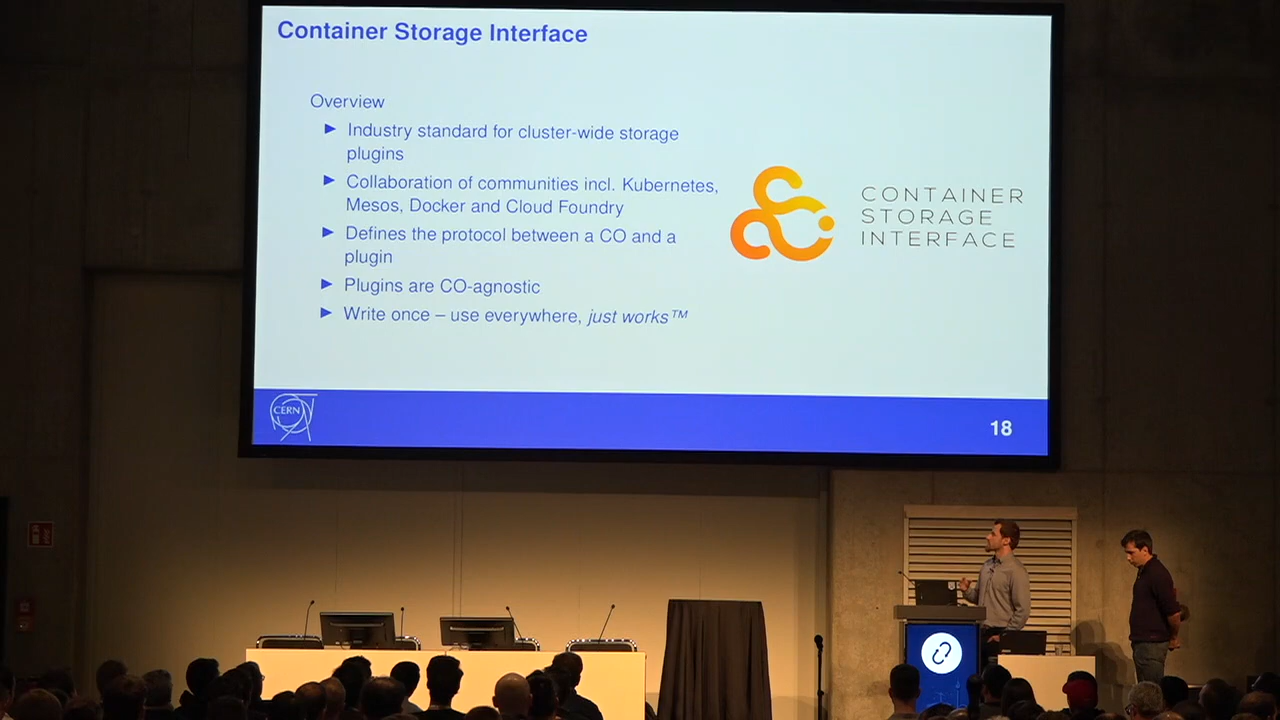 Container Storage Interface
Overview
► Industry standard for cluster-wide storage
plugins
► Collaboration of communities incl. Kubernetes,
Mesos, Docker and Cloud Foundry
► Defines the protocol between a CO and a
plugin
► Plugins are CO-agnostic
► Write once – use everywhere, just works™
CONTAINER
STORAGE
INTERFACE
CERN
18